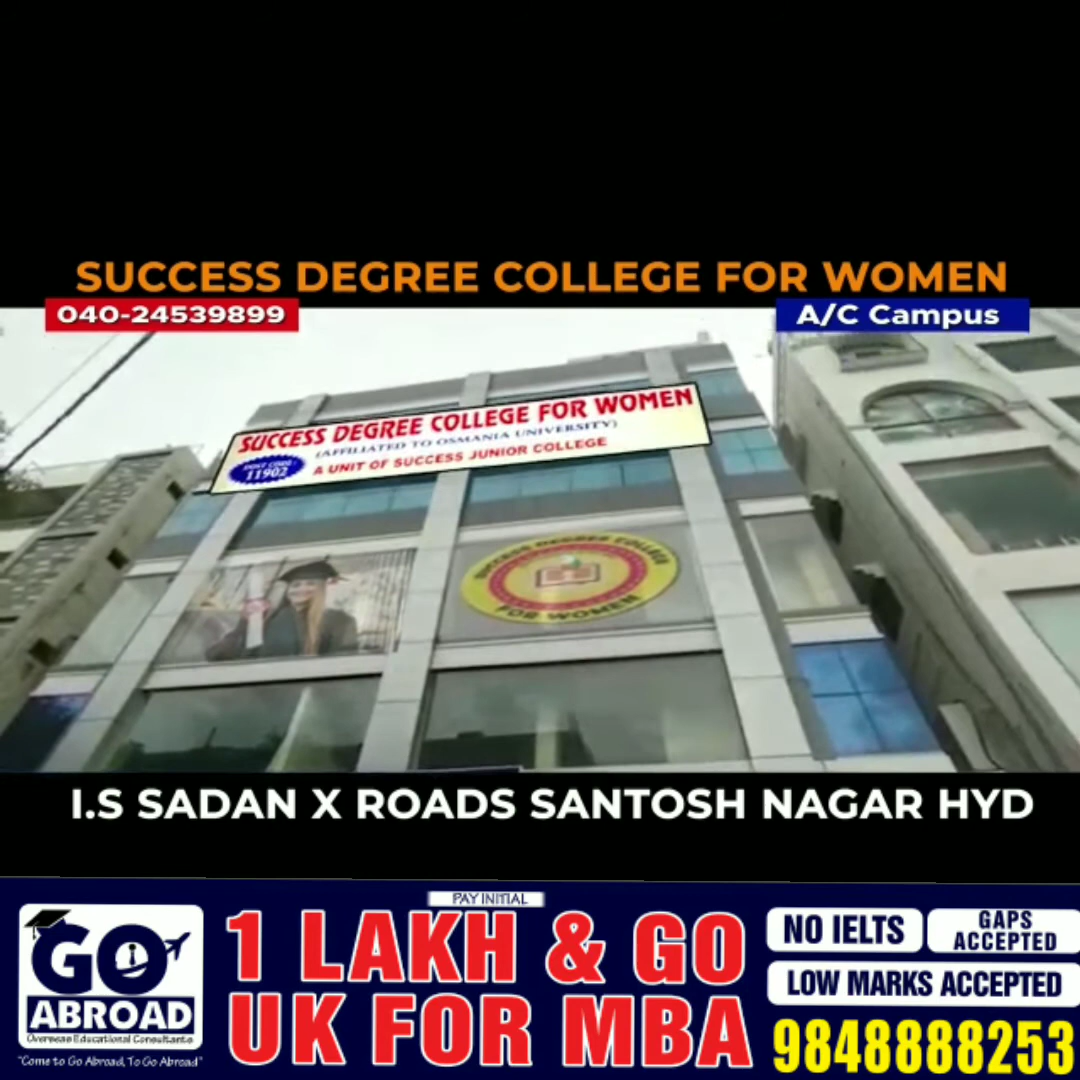 SUCCESS DEGREE COLLEGE FOR WOMEN
040-24539899
A/C Campus
SUCCESS DEGREE COLLEGE FOR WOMEN
(AFFILIATED TO OSMANIA UNIVERSITY)
11902
A UNIT OF SUCCESS JUNIOR COLLEGE
SUCCESS DEGREE COLLEGE
FOR WOMEN
I.S SADAN X ROADS SANTOSH NAGAR HYD
GO
ABROAD
Overseas Educational Consultants
"Come to Go Abroad, To Go Abroad"
PAY INITIAL
1 LAKH & GO
UK FOR MBA
NO IELTS
GAPS
ACCEPTED
LOW MARKS ACCEPTED
9848888253